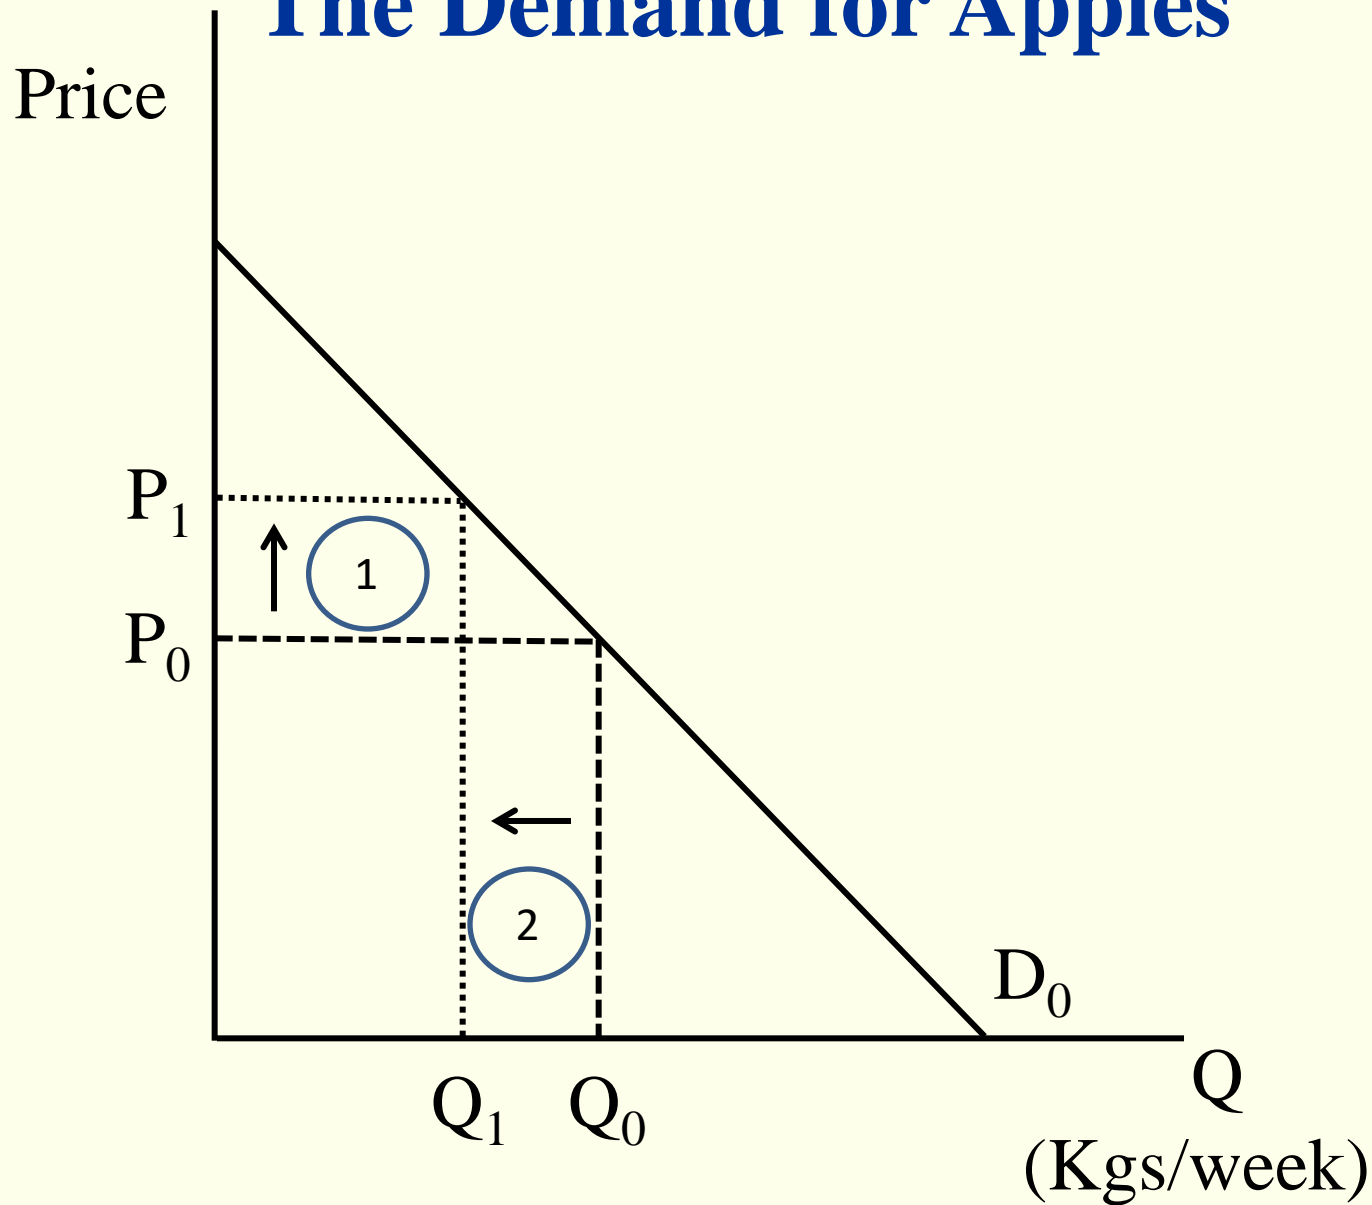 The Demand for Apples
Price
P₁
1
P₀
2
D₀
Q₁ Q₀
Q
(Kgs/week)